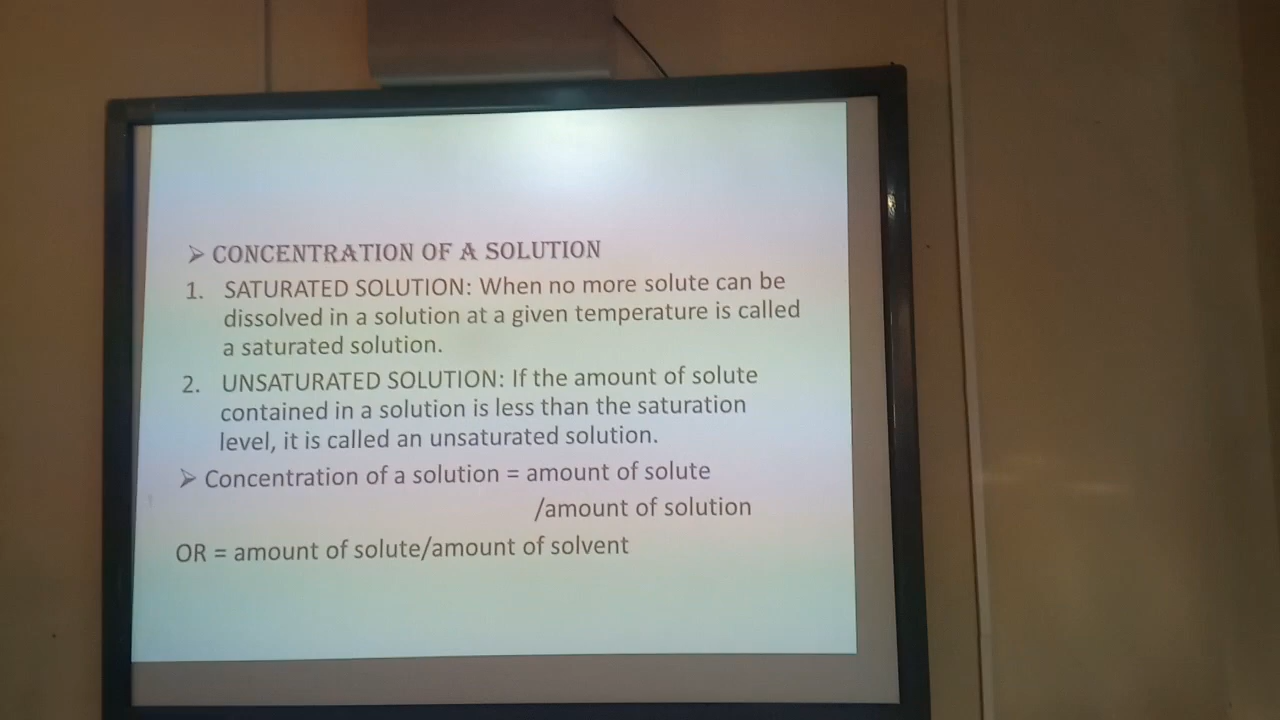 ➢ CONCENTRATION OF A SOLUTION
1. SATURATED SOLUTION: When no more solute can be
dissolved in a solution at a given temperature is called
a saturated solution.
2. UNSATURATED SOLUTION: If the amount of solute
contained in a solution is less than the saturation
level, it is called an unsaturated solution.
➢ Concentration of a solution = amount of solute
/amount of solution
OR = amount of solute/amount of solvent